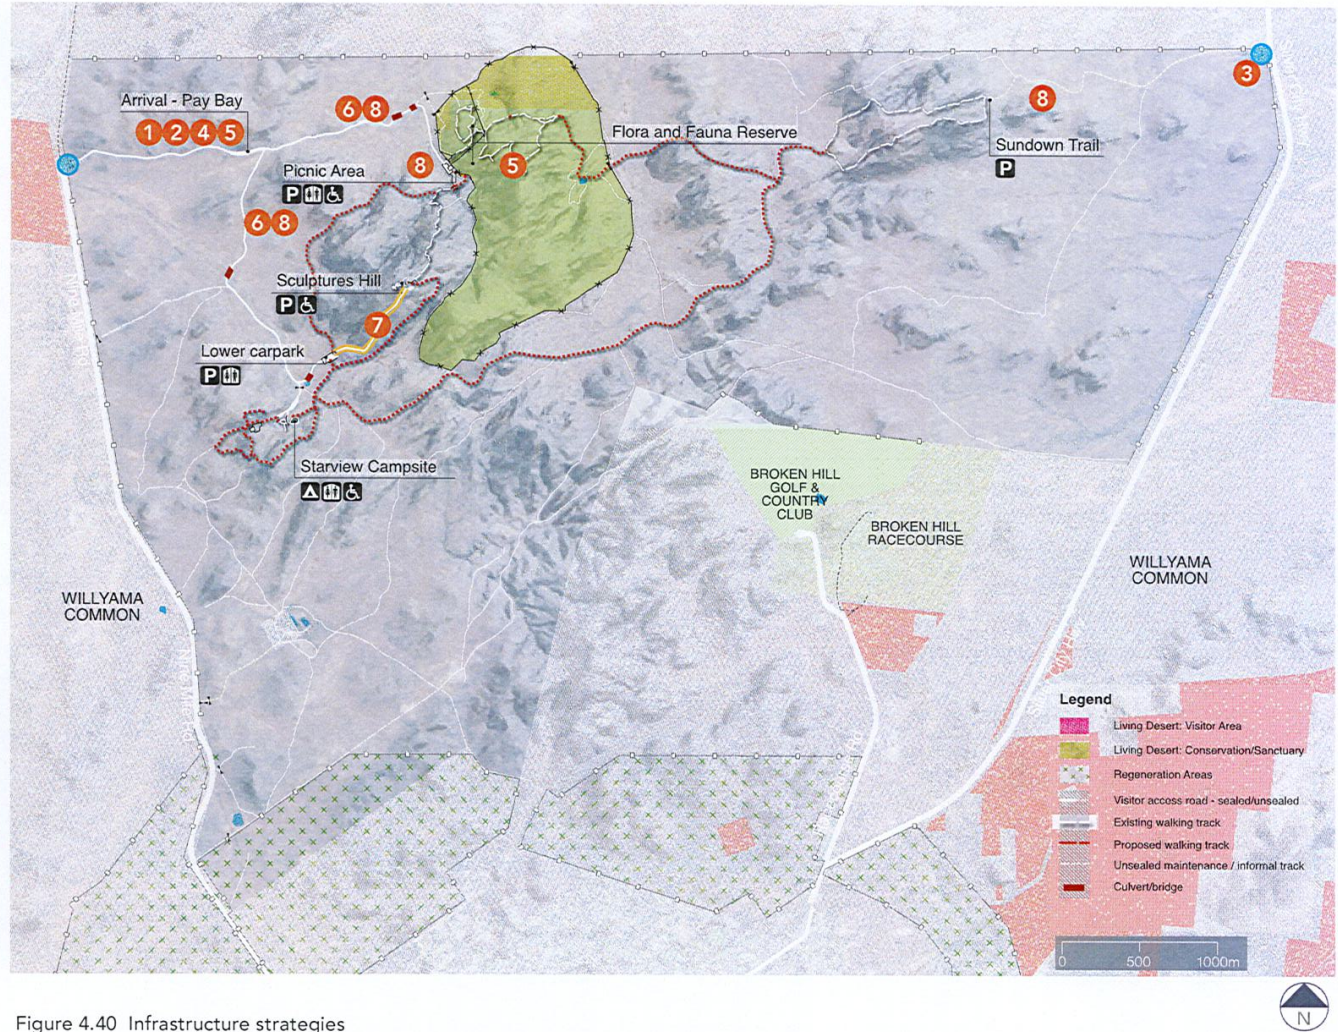 3
Arrival - Pay Bay
1 2 4 5
6 8
8
Flora and Fauna Reserve
Sundown Trail
P
8
5
Picnic Area
P
6 8
Sculptures Hill
P
7
Lower carpark
P
Starview Campsite
BROKEN HILL
GOLF &
COUNTRY
CLUB
BROKEN HILL
RACECOURSE
WILLYAMA
COMMON
WILLYAMA
COMMON
Legend
Living Desert: Visitor Area
Living Desert: Conservation/Sanctuary
Regeneration Areas
Visitor access road - sealed/unsealed
Existing walking track
Proposed walking track
Unsealed maintenance / informal track
Culvert/bridge
0 500 1000m
N
Figure 4.40 Infrastructure strategies